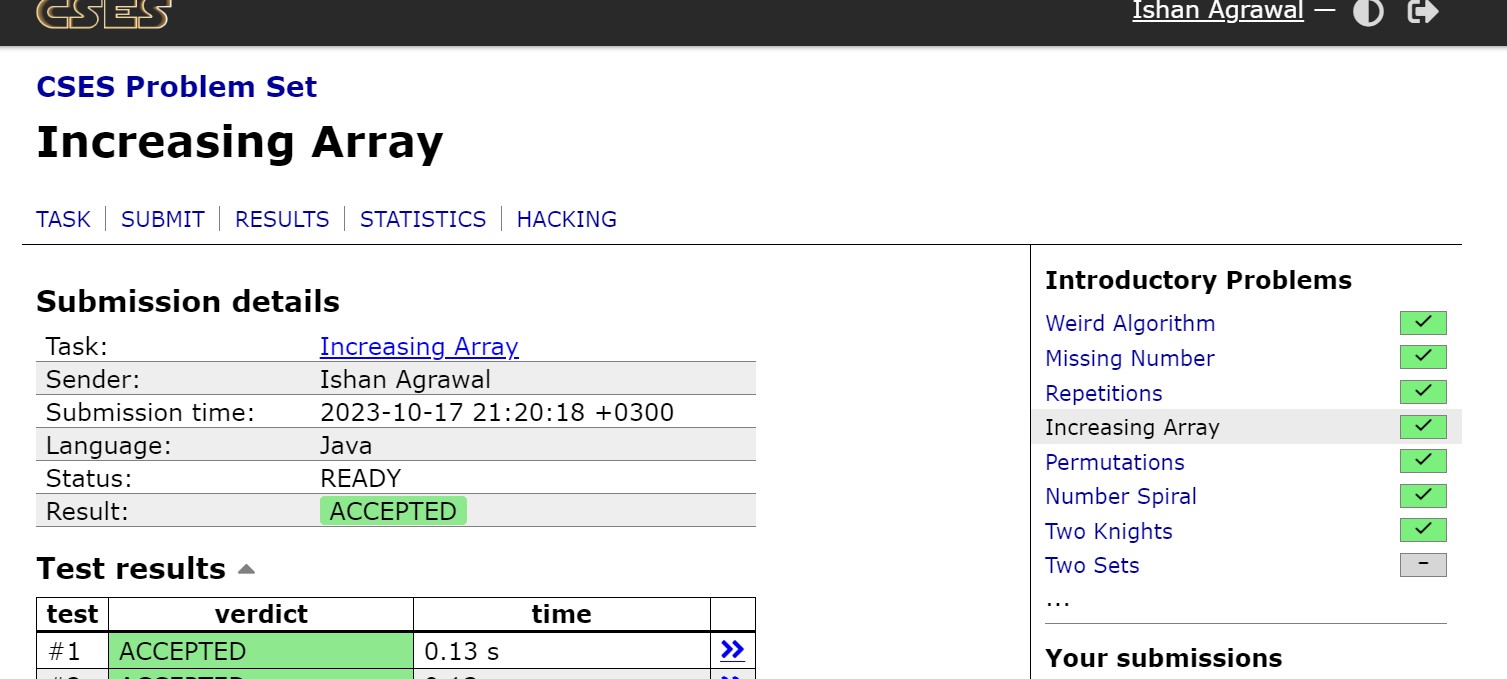 CSES
Ishan Agrawal —
CSES Problem Set
Increasing Array
TASK | SUBMIT | RESULTS | STATISTICS | HACKING
Submission details
Task: Increasing Array
Sender: Ishan Agrawal
Submission time: 2023-10-17 21:20:18 +0300
Language: Java
Status: READY
Result: ACCEPTED
Test results
test verdict time
#1 ACCEPTED 0.13 s »
Introductory Problems
Weird Algorithm
Missing Number
Repetitions
Increasing Array
Permutations
Number Spiral
Two Knights
Two Sets –
...
Your submissions